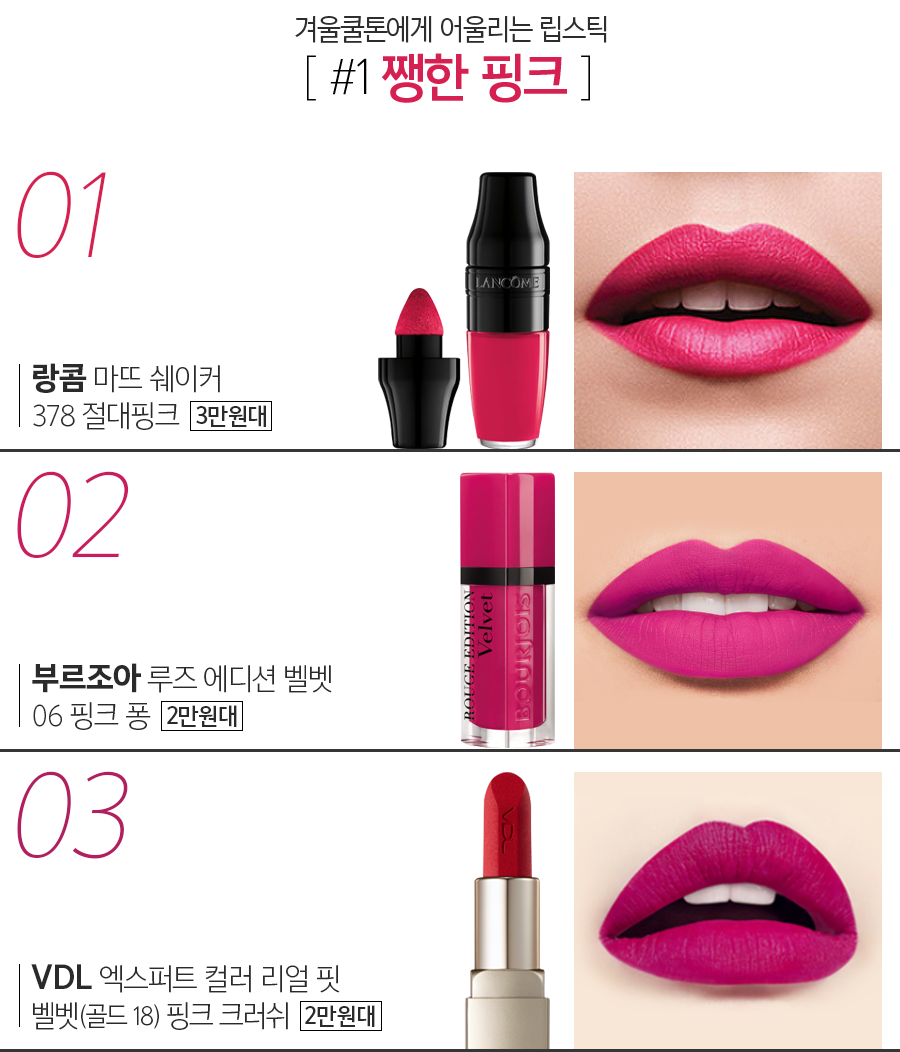 겨울쿨톤에게 어울리는 립스틱
[ #1 쨍한 핑크 ]
01
LANCÔME
랑콤 마뜨 쉐이커
378 절대핑크 3만원대
02
ROUGE EDITION
Velvet
BOURJOIS
부르조아 루즈 에디션 벨벳
06 핑크 퐁 2만원대
03
VDL
VDL 엑스퍼트 컬러 리얼 핏
벨벳(골드 18) 핑크 크러쉬 2만원대